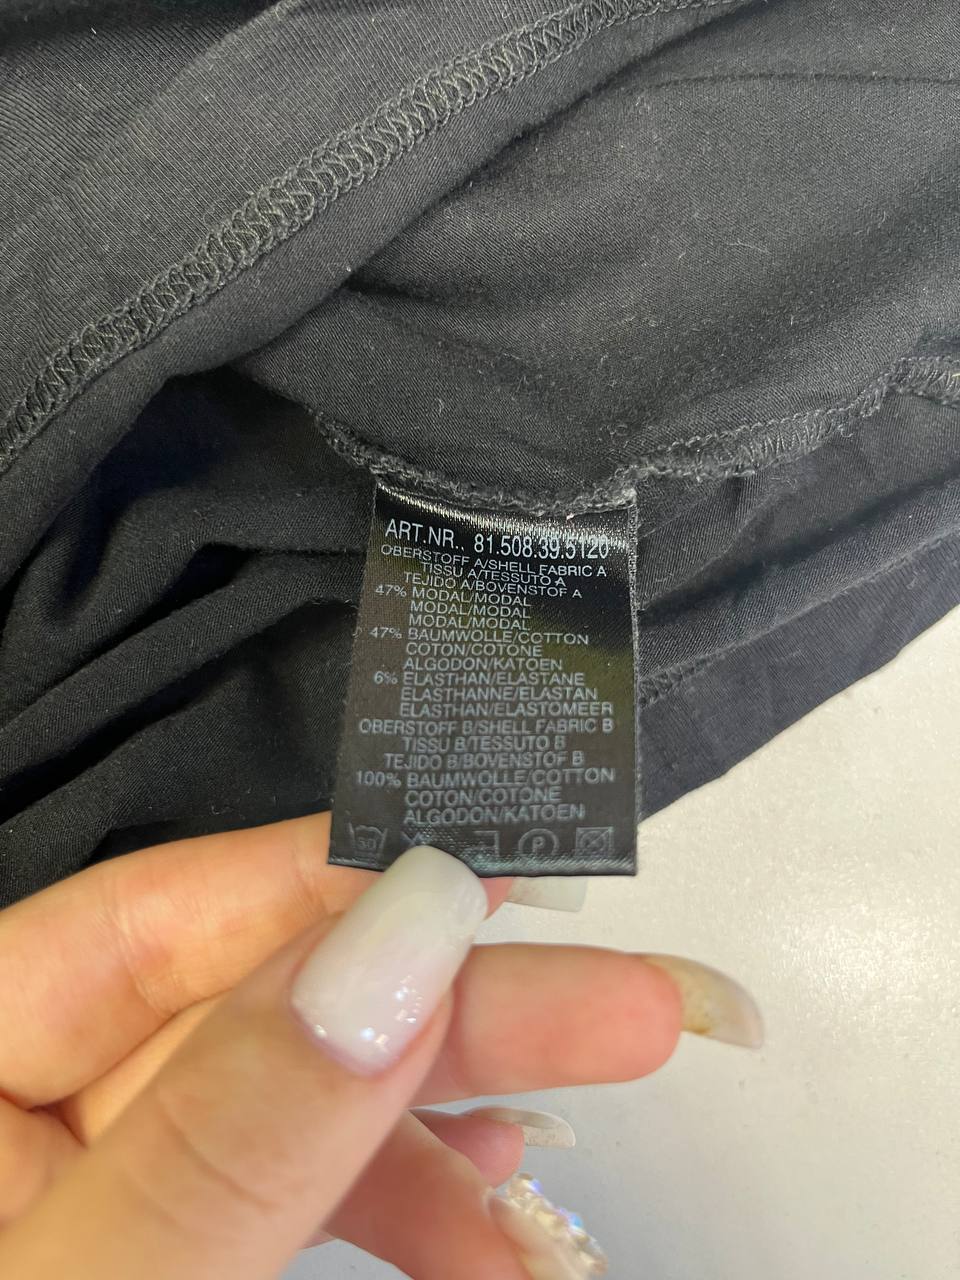 ART.NR., 81.508.39.5120
OBERSTOFF A/SHELL FABRIC A
TISSU A/TESSUTO A
TEJIDO A/BOVENSTOF A
47% MODAL/MODAL
MODAL/MODAL
MODAL/MODAL
47% BAUMWOLLE/COTTON
COTON/COTONE
ALGODON/KATOEN
6% ELASTHAN/ELASTANE
ELASTHANNE/ELASTAN
ELASTHAN/ELASTOMEER
OBERSTOFF B/SHELL FABRIC B
TISSU B/TESSUTO B
TEJIDO B/BOVENSTOF B
100% BAUMWOLLE/COTTON
COTON/COTONE
ALGODON/KATOEN
30 P